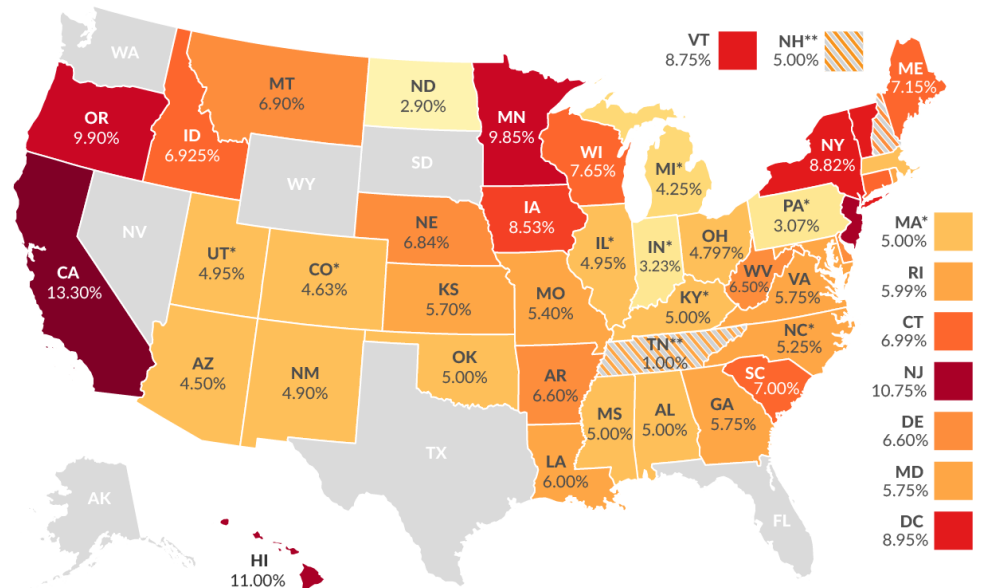 WA
VT
8.75%
NH**
5.00%
ME
7.15%
MT
6.90%
ND
2.90%
MN
9.85%
OR
9.90%
ID
6.925%
WI
7.65%
NY
8.82%
SD
MI*
4.25%
WY
PA*
3.07%
IA
8.53%
NE
6.84%
MA*
5.00%
NV
UT*
4.95%
CO*
4.63%
IL*
4.95%
IN*
3.23%
OH
4.797%
CA
13.30%
KS
5.70%
MO
5.40%
WV
6.50%
VA
5.75%
RI
5.99%
KY*
5.00%
CT
6.99%
TN**
1.00%
NC*
5.25%
AZ
4.50%
NM
4.90%
OK
5.00%
AR
6.60%
SC
7.00%
NJ
10.75%
MS
5.00%
AL
5.00%
GA
5.75%
DE
6.60%
TX
LA
6.00%
MD
5.75%
AK
FL
DC
8.95%
HI
11.00%